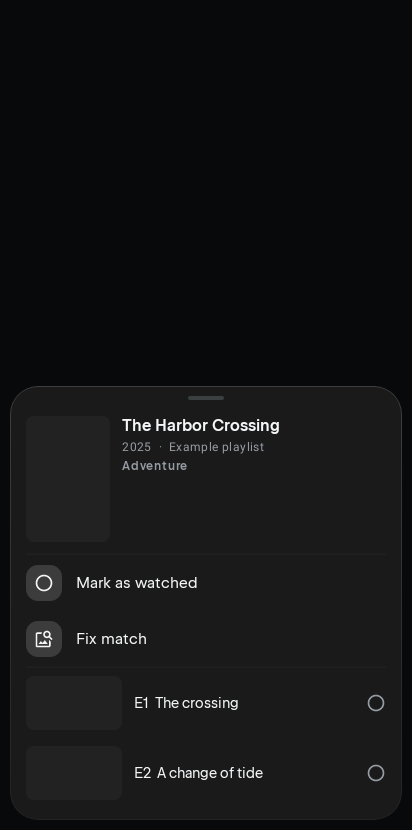 The Harbor Crossing
2025 · Example playlist
Adventure
Mark as watched
Fix match
E1 The crossing
E2 A change of tide